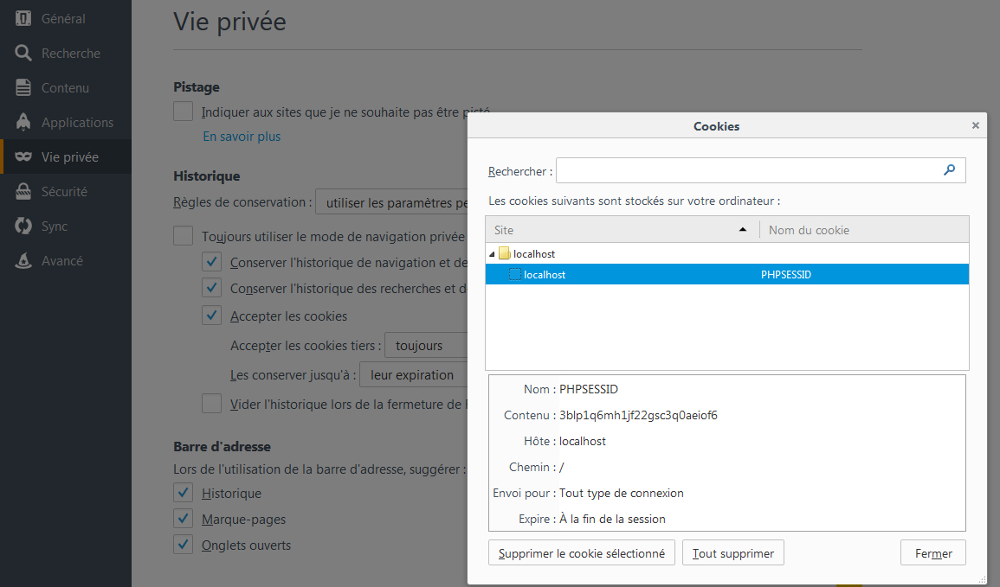 Général
Recherche
Contenu
Applications
Vie privée
Sécurité
Sync
Avancé
Vie privée
Pistage
Indiquer aux sites que je ne souhaite pas être pisté
En savoir plus
Historique
Règles de conservation : utiliser les paramètres pe
Toujours utiliser le mode de navigation privée
Conserver l'historique de navigation et de
Conserver l'historique des recherches et d
Accepter les cookies
Accepter les cookies tiers : toujours
Les conserver jusqu'à : leur expiration
Vider l'historique lors de la fermeture de
Barre d'adresse
Lors de l'utilisation de la barre d'adresse, suggérer :
Historique
Marque-pages
Onglets ouverts
Cookies
Rechercher :
Les cookies suivants sont stockés sur votre ordinateur :
Site Nom du cookie
localhost
localhost PHPSESSID
Nom : PHPSESSID
Contenu : 3blp1q6mh1jf22gsc3q0aeiof6
Hôte : localhost
Chemin : /
Envoi pour : Tout type de connexion
Expire : À la fin de la session
Supprimer le cookie sélectionné Tout supprimer Fermer